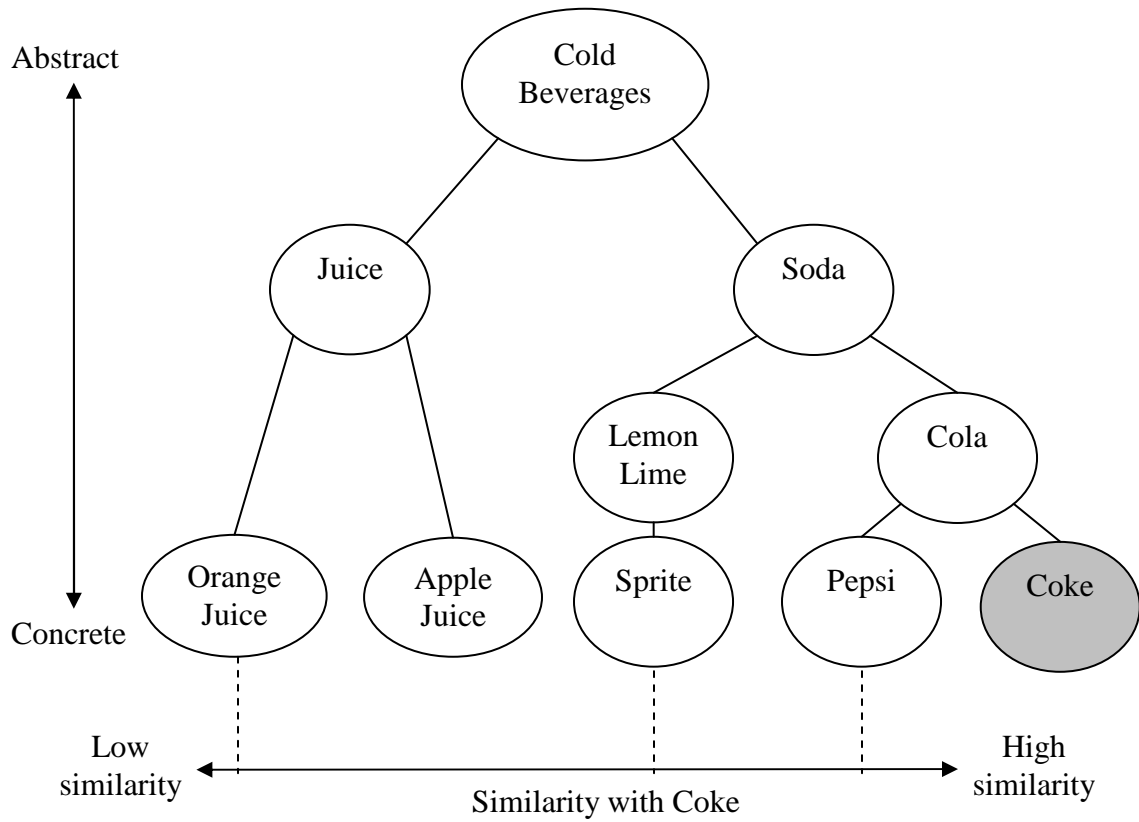 Abstract
Cold
Beverages
Juice
Soda
Lemon
Lime
Cola
Orange
Juice
Apple
Juice
Sprite
Pepsi
Coke
Concrete
Low
similarity
High
similarity
Similarity with Coke